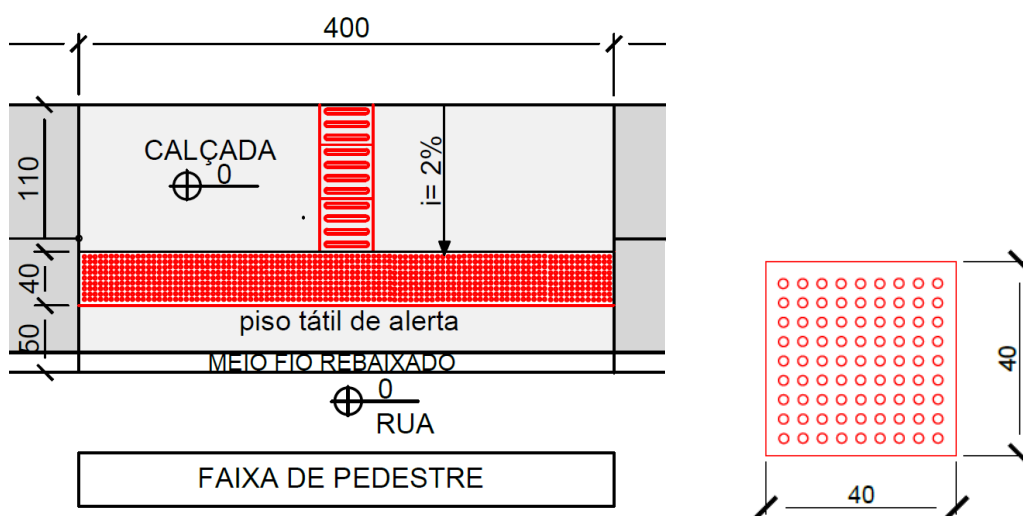 400
CALÇADA
0
i= 2%
110
40
50
piso tátil de alerta
MEIO FIO REBAIXADO
0
RUA
FAIXA DE PEDESTRE
40
40